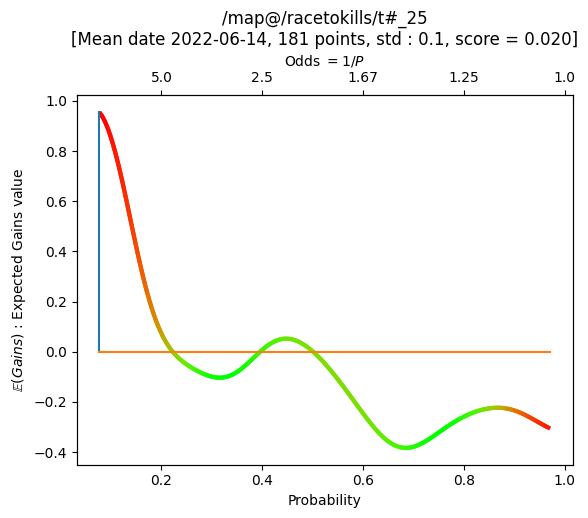 /map@/racetokills/t#_25
[Mean date 2022-06-14, 181 points, std : 0.1, score = 0.020]
Odds = 1/P
5.0 2.5 1.67 1.25 1.0
1.0
0.8
0.6
0.4
0.2
0.0
−0.2
−0.4
𝔼(Gains) : Expected Gains value
0.2 0.4 0.6 0.8 1.0
Probability